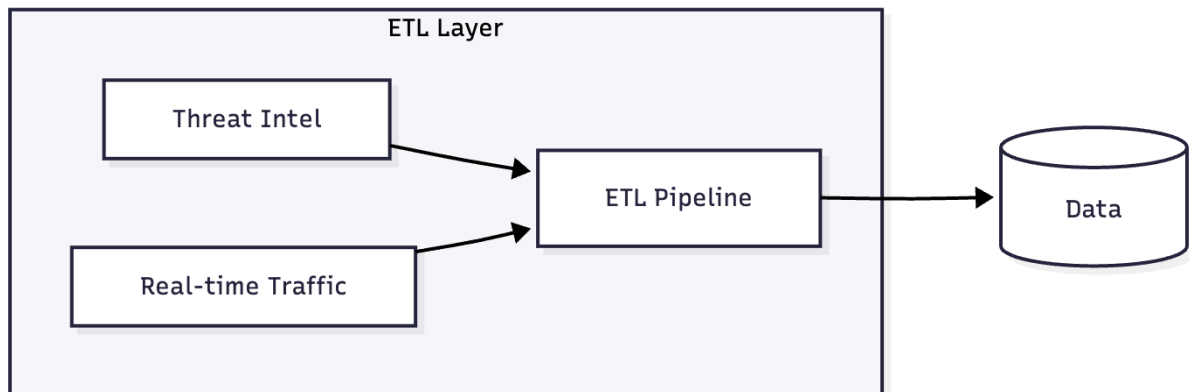 ETL Layer
Threat Intel
ETL Pipeline
Data
Real-time Traffic